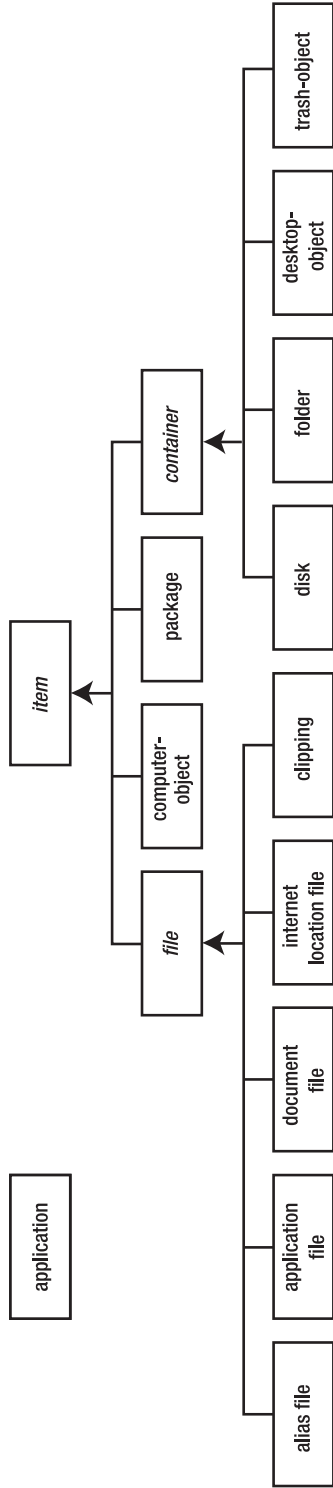 application
item
file
computer-
object
package
container
alias file
application
file
document
file
internet
location file
clipping
disk
folder
desktop-
object
trash-object